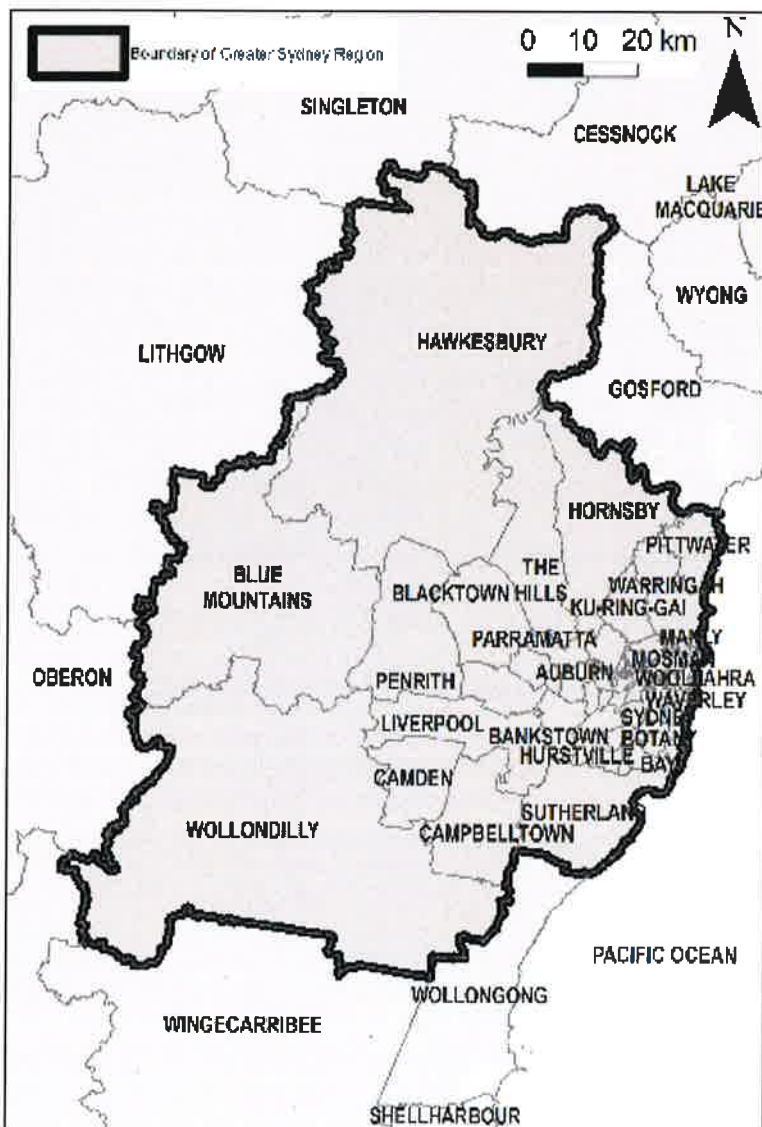 Boundary of Greater Sydney Region
0 10 20 km
N
SINGLETON
CESSNOCK
LAKE
MACQUARIE
WYONG
LITHGOW
HAWKESBURY
GOSFORD
HORNSBY
PITTWATER
THE
HILLS
BLUE
MOUNTAINS
BLACKTOWN
WARRINGAH
KU-RING-GAI
PARRAMATTA
MANLY
MOSMAN
OBERON
PENRITH
AUBURN
WOOLLAHRA
WAVERLEY
LIVERPOOL
SYDNEY
BANKSTOWN
BOTANY
BAY
HURSTVILLE
CAMDEN
SUTHERLAN
WOLLONDILLY
CAMPBELLTOWN
PACIFIC OCEAN
WOLLONGONG
WINGECARRIBEE
SHELLHARBOUR